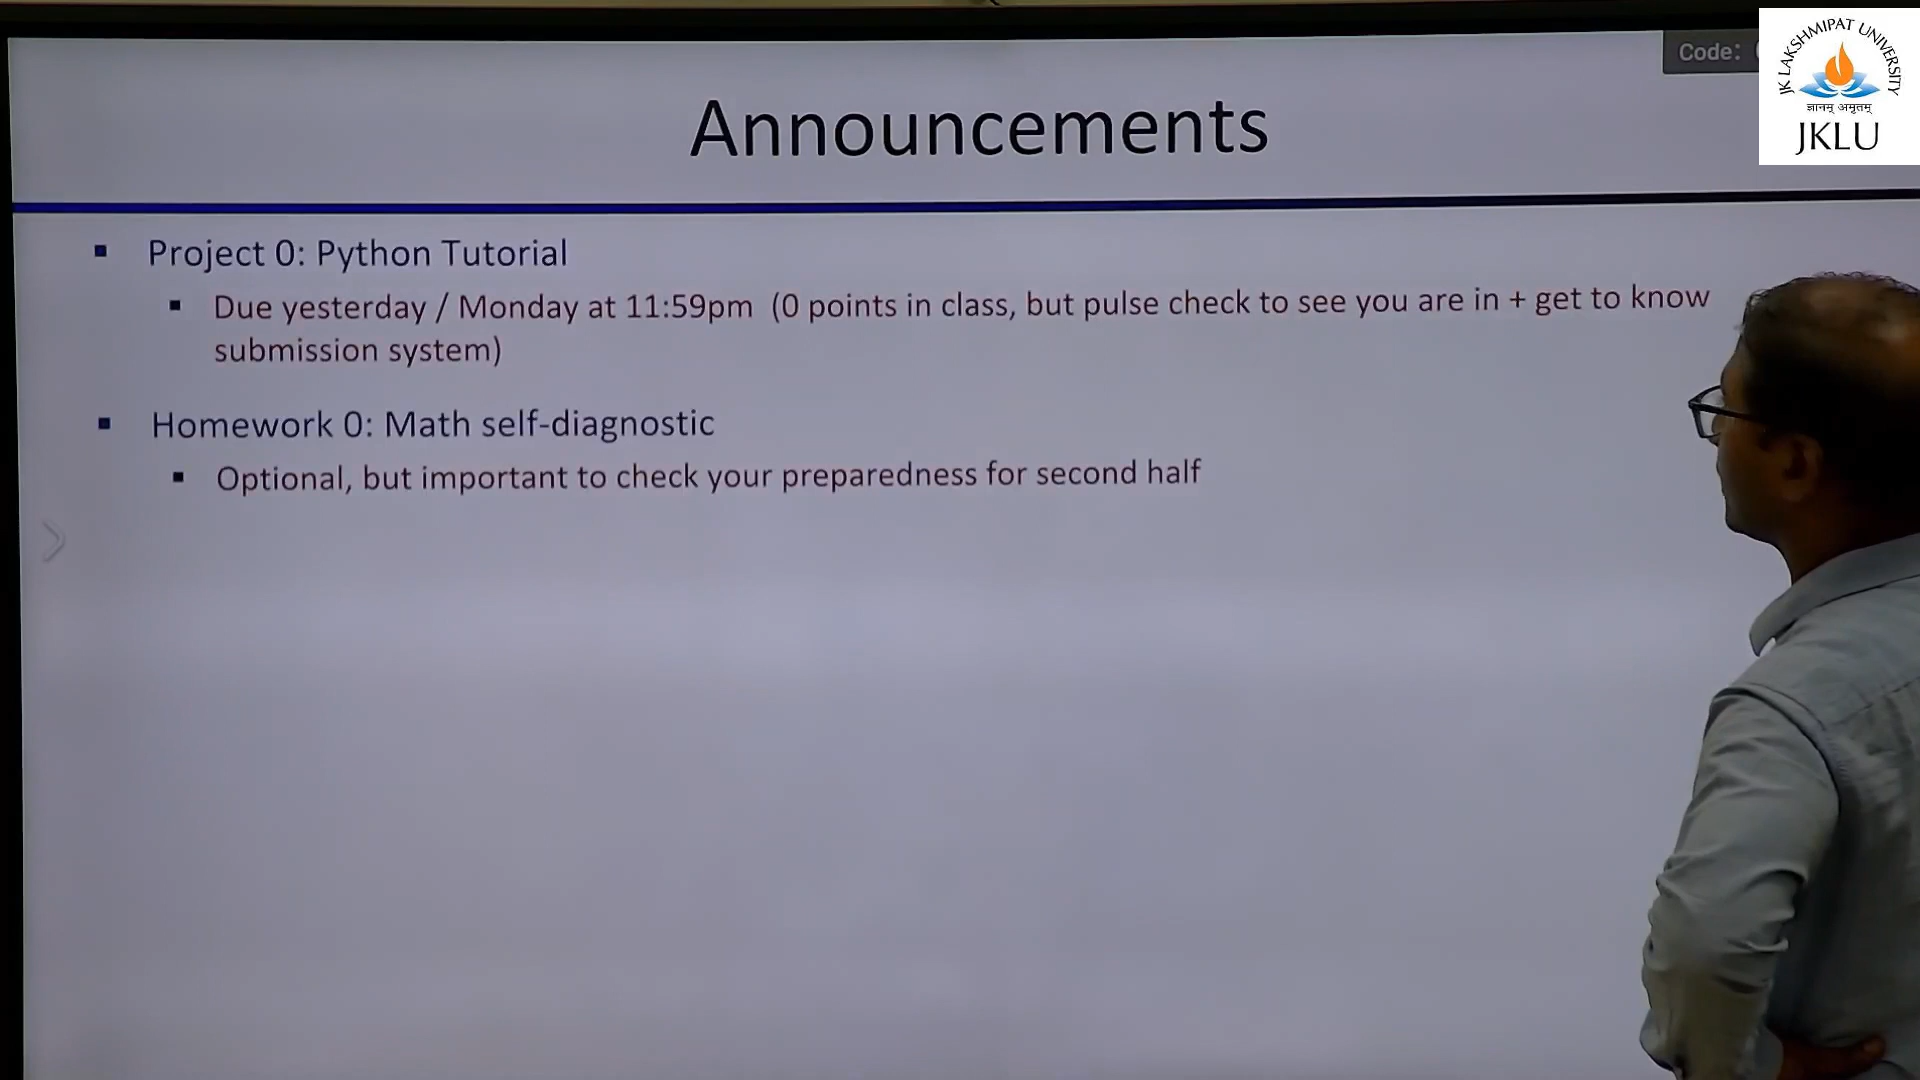 Code:
JK LAKSHMIPAT UNIVERSITY
ज्ञानम् अमृतम्
JKLU
Announcements
▪ Project 0: Python Tutorial
▪ Due yesterday / Monday at 11:59pm (0 points in class, but pulse check to see you are in + get to know
submission system)
▪ Homework 0: Math self-diagnostic
▪ Optional, but important to check your preparedness for second half